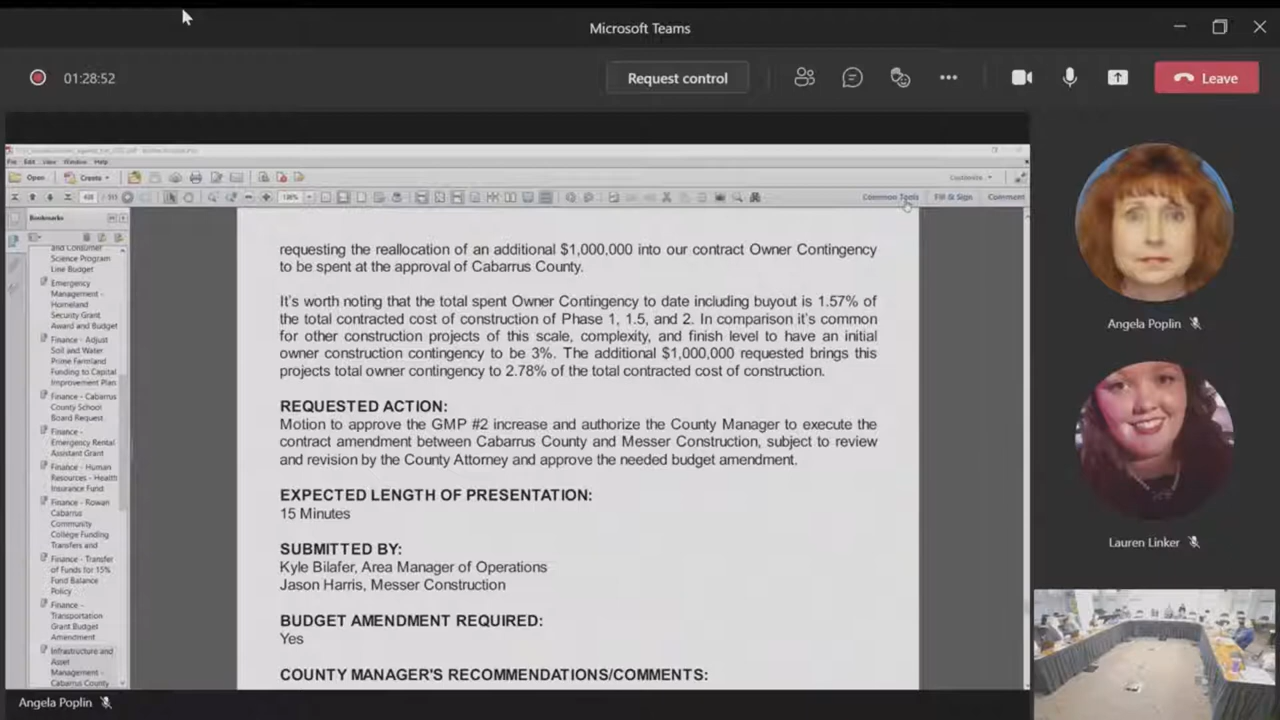 Microsoft Teams
01:28:52
Request control
Leave
File Edit View Window Help
Open
Create
Customize
138%
Common Tools
Fill & Sign
Comment
Bookmarks
and Consumer
Science Program
Line Budget
Emergency
Management -
Homeland
Security Grant
Award and Budget
Finance - Adjust
Soil and Water
Prime Farmland
Funding to Capital
Improvement Plan
Finance - Cabarrus
County School
Board Request
Finance -
Emergency Rental
Assistant Grant
Finance - Human
Resources - Health
Insurance Fund
Finance - Rowan
Cabarrus
Community
College Funding
Transfers and
Finance - Transfer
of Funds for 15%
Fund Balance
Policy
Finance -
Transportation
Grant Budget
Amendment
Infrastructure and
Asset
Management -
Cabarrus County
requesting the reallocation of an additional $1,000,000 into our contract Owner Contingency
to be spent at the approval of Cabarrus County.
It's worth noting that the total spent Owner Contingency to date including buyout is 1.57% of
the total contracted cost of construction of Phase 1, 1.5, and 2. In comparison it's common
for other construction projects of this scale, complexity, and finish level to have an initial
owner construction contingency to be 3%. The additional $1,000,000 requested brings this
projects total owner contingency to 2.78% of the total contracted cost of construction.
REQUESTED ACTION:
Motion to approve the GMP #2 increase and authorize the County Manager to execute the
contract amendment between Cabarrus County and Messer Construction, subject to review
and revision by the County Attorney and approve the needed budget amendment.
EXPECTED LENGTH OF PRESENTATION:
15 Minutes
SUBMITTED BY:
Kyle Bilafer, Area Manager of Operations
Jason Harris, Messer Construction
BUDGET AMENDMENT REQUIRED:
Yes
COUNTY MANAGER'S RECOMMENDATIONS/COMMENTS:
Angela Poplin
Lauren Linker
Angela Poplin